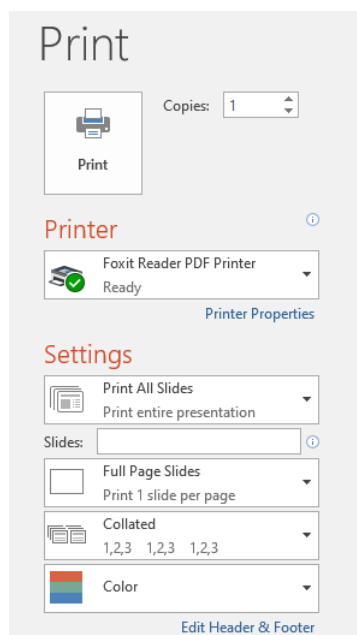 Print
Copies: 1
Print
Printer
Foxit Reader PDF Printer
Ready
Printer Properties
Settings
Print All Slides
Print entire presentation
Slides:
Full Page Slides
Print 1 slide per page
Collated
1,2,3 1,2,3 1,2,3
Color
Edit Header & Footer